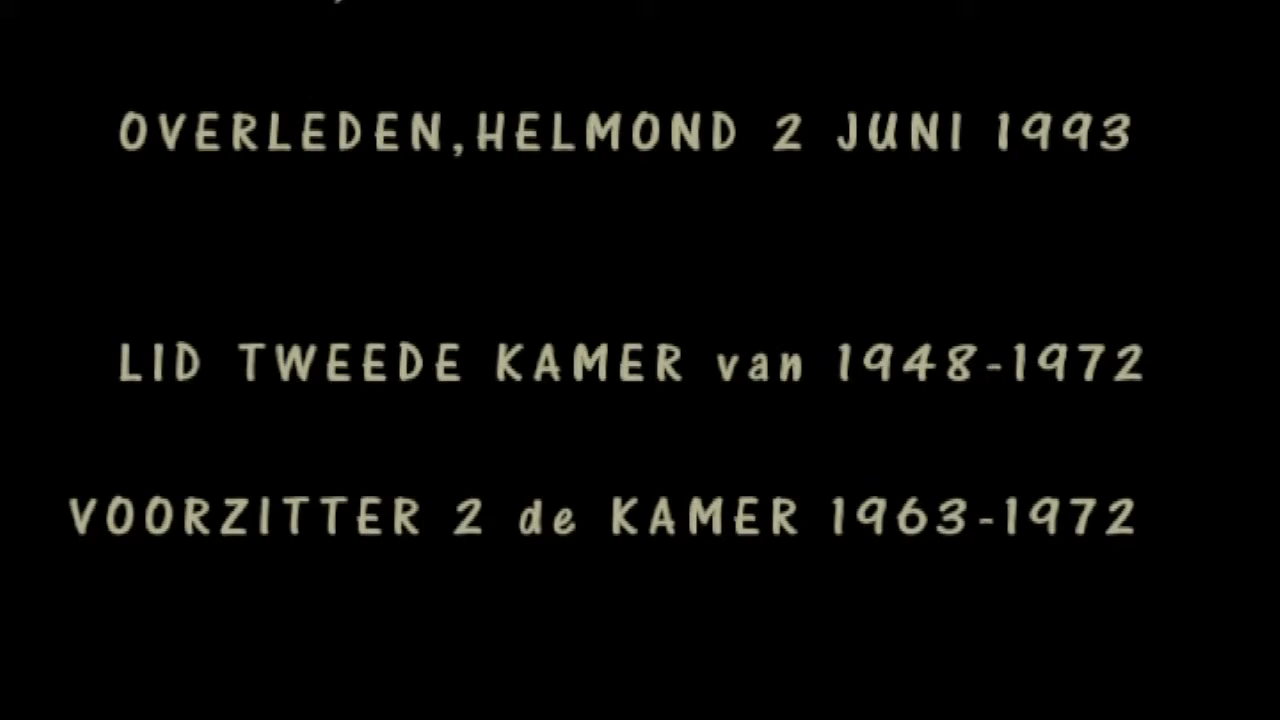 OVERLEDEN,HELMOND 2 JUNI 1993
LID TWEEDE KAMER van 1948-1972
VOORZITTER 2 de KAMER 1963-1972